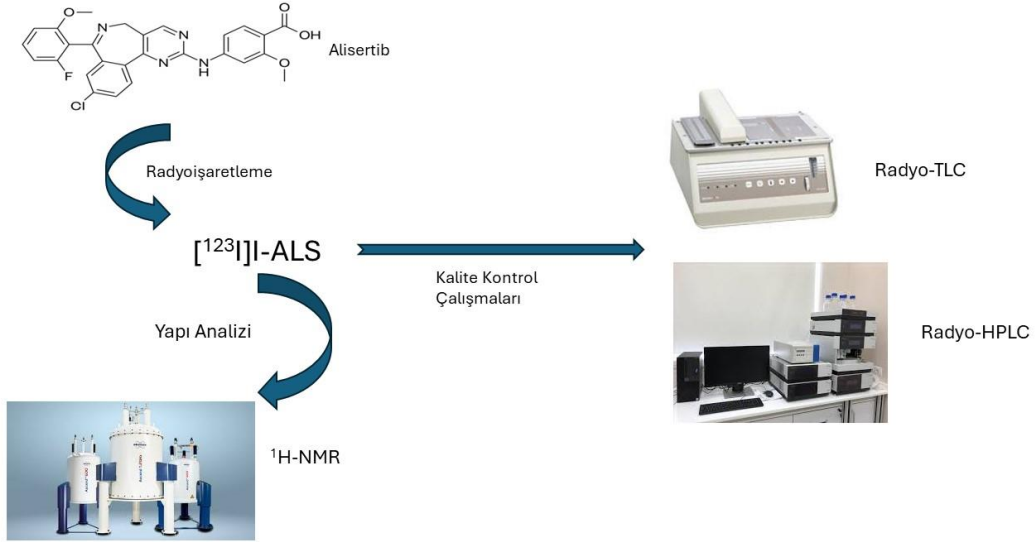 O
N
N
OH
Alisertib
O
F
N
N
H
O
Cl
Radyoişaretleme
Radyo-TLC
[¹²³I]I-ALS
Kalite Kontrol
Çalışmaları
Yapı Analizi
Radyo-HPLC
¹H-NMR